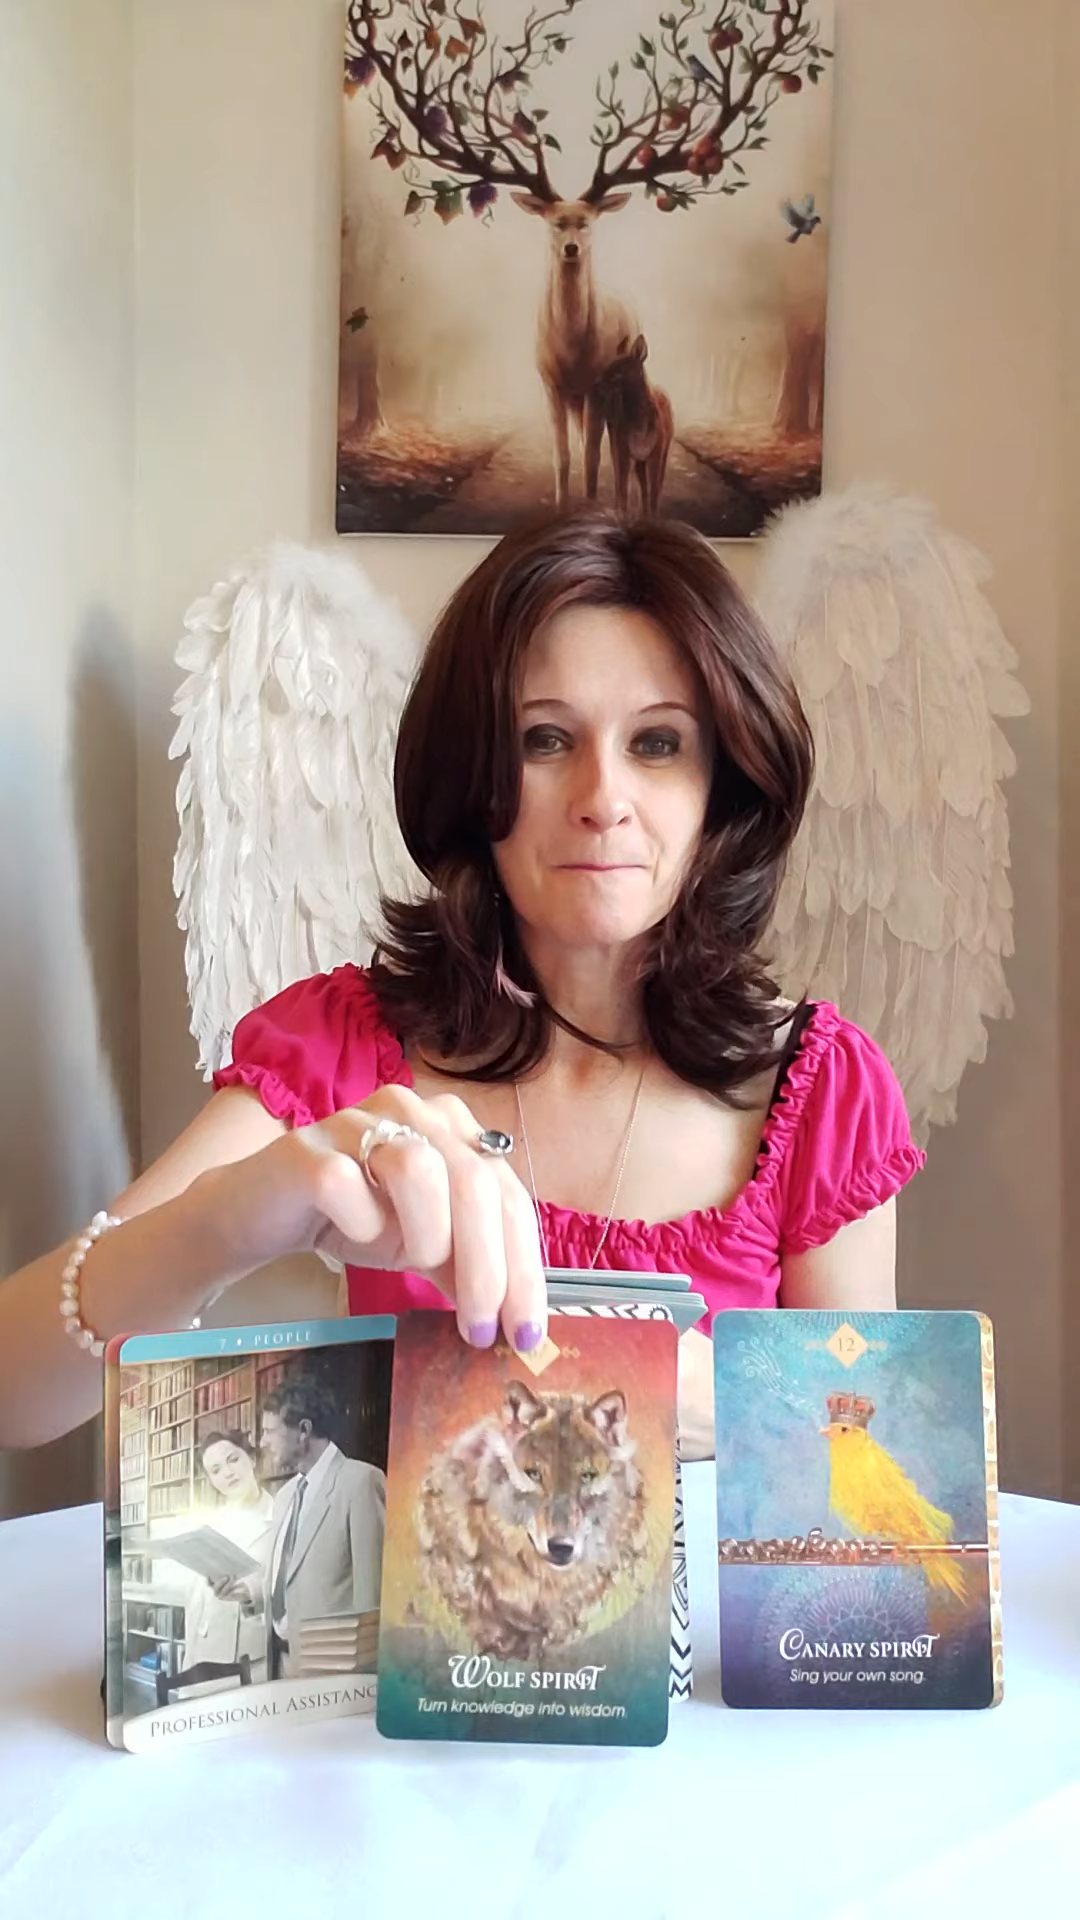 7 • PEOPLE
PROFESSIONAL ASSISTANC
WOLF SPIRIT
Turn knowledge into wisdom.
12
CANARY SPIRIT
Sing your own song.